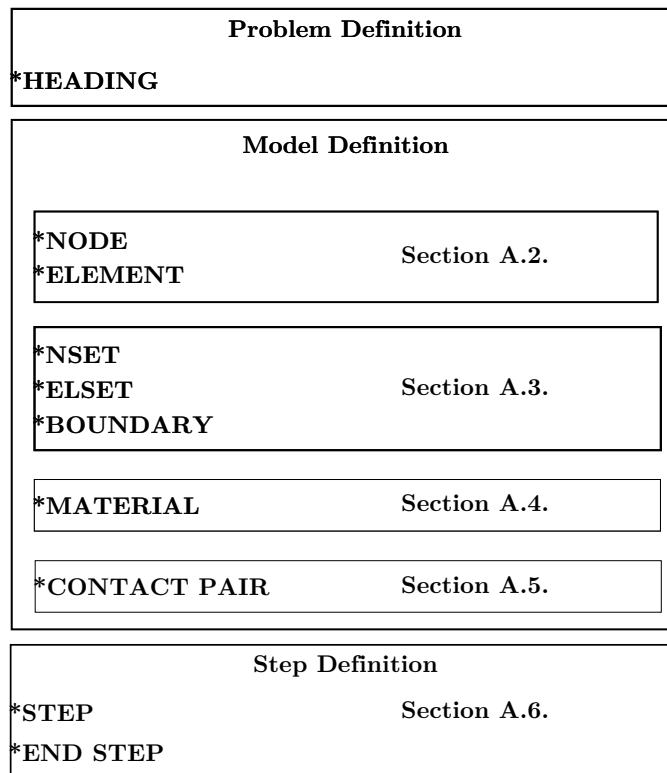 Problem Definition
*HEADING
Model Definition
*NODE
*ELEMENT
Section A.2.
*NSET
*ELSET
*BOUNDARY
Section A.3.
*MATERIAL
Section A.4.
*CONTACT PAIR
Section A.5.
Step Definition
*STEP
Section A.6.
*END STEP